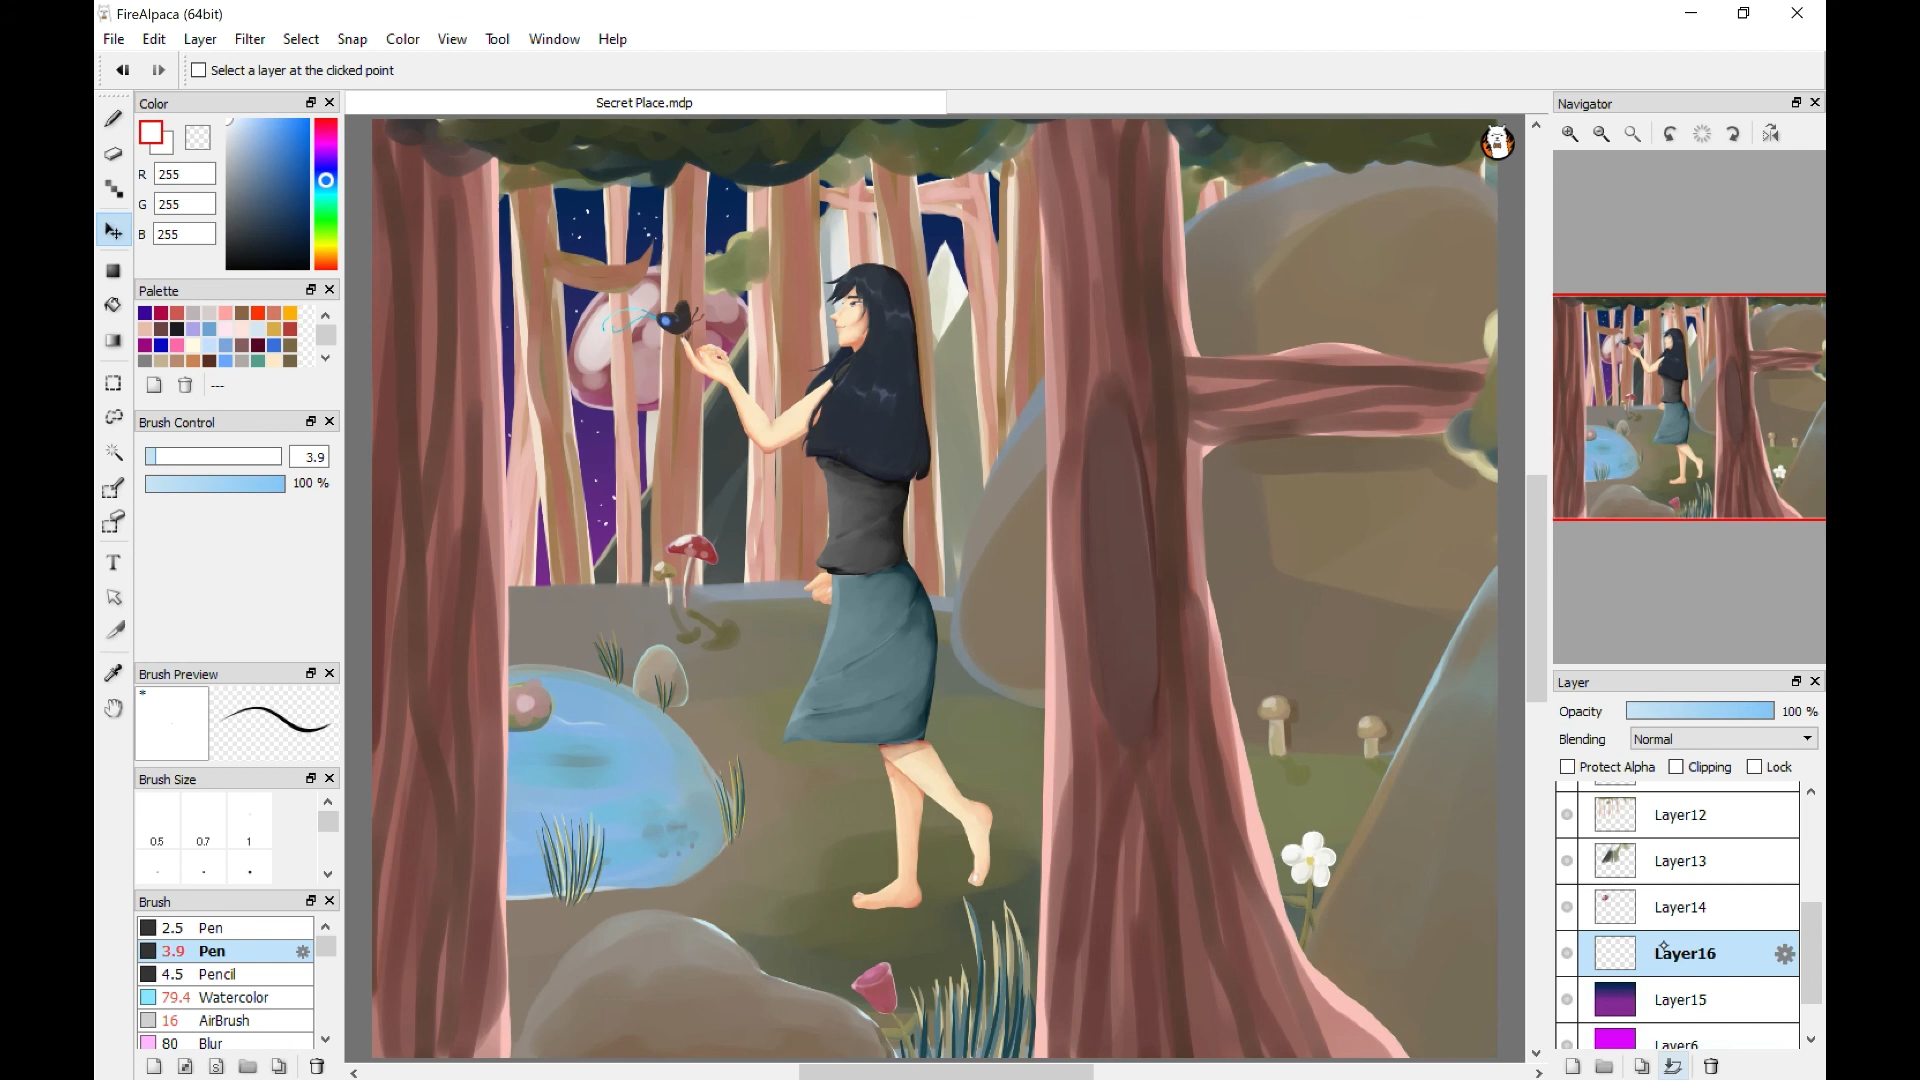 FireAlpaca (64bit)
File Edit Layer Filter Select Snap Color View Tool Window Help
Select a layer at the clicked point
Color
R 255
G 255
B 255
Palette
---
Brush Control
3.9
100 %
Brush Preview
*
Brush Size
0.5 0.7 1
Brush
2.5 Pen
3.9 Pen
4.5 Pencil
79.4 Watercolor
16 AirBrush
80 Blur
S
T
Secret Place.mdp
Navigator
Layer
Opacity 100 %
Blending Normal
Protect Alpha Clipping Lock
Layer12
Layer13
Layer14
Layer16
Layer15
Layer6